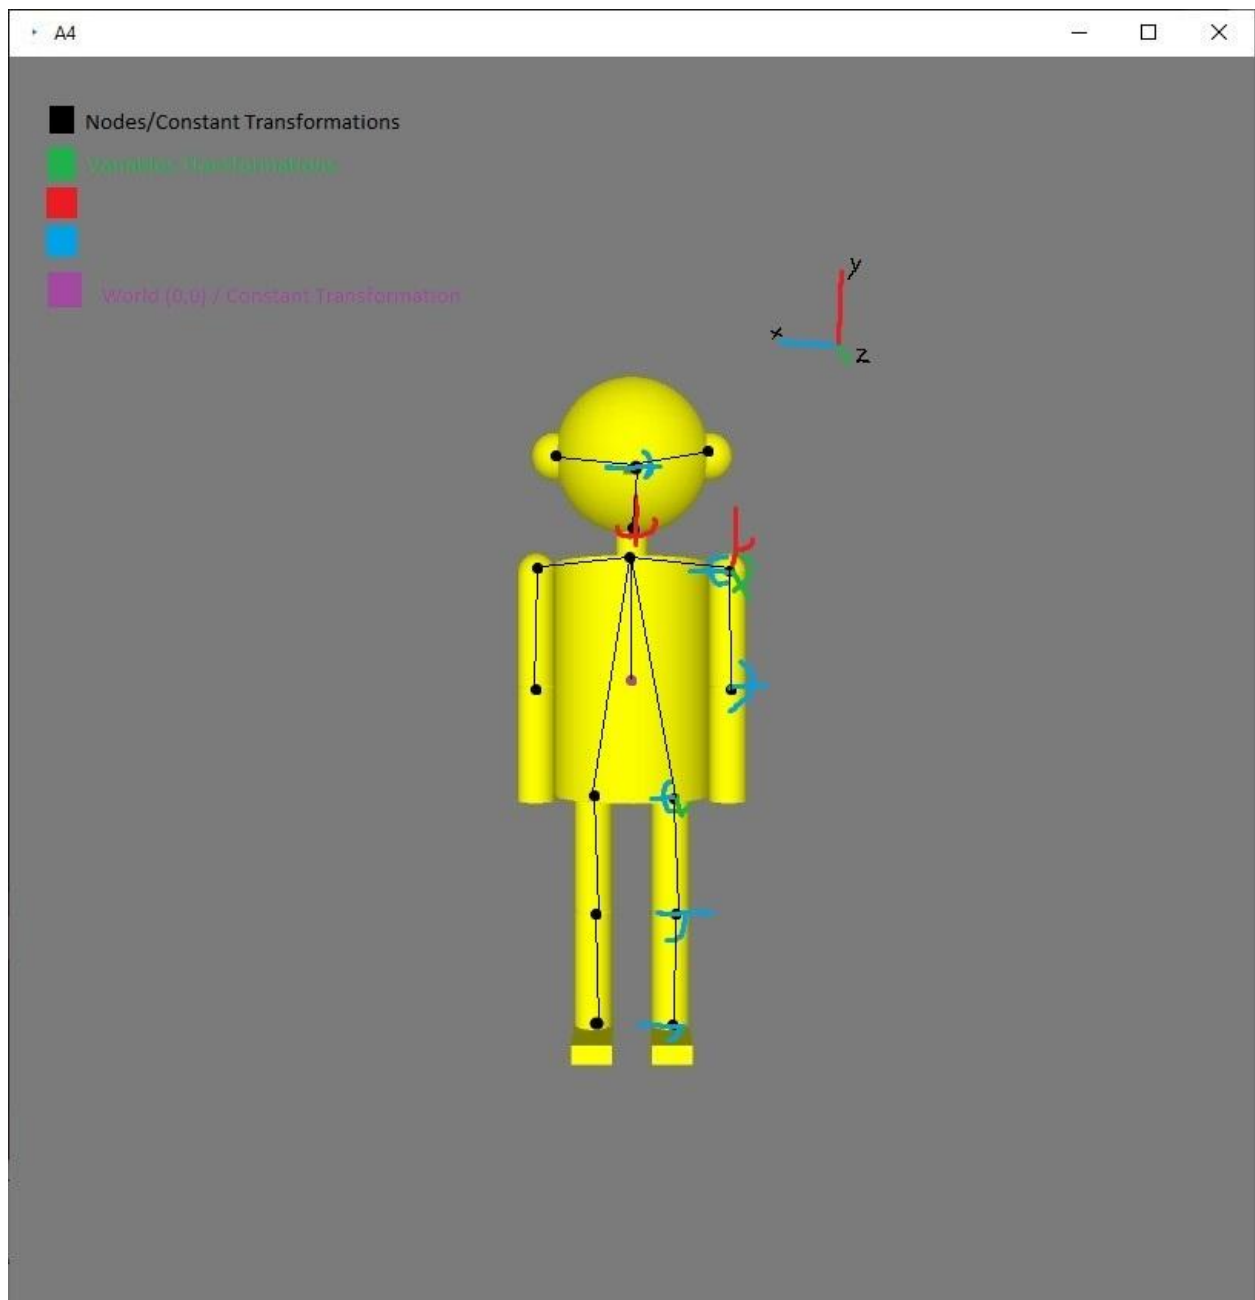 A4
Nodes/Constant Transformations
Variable Transformations
World (0,0) / Constant Transformation
y
x
z